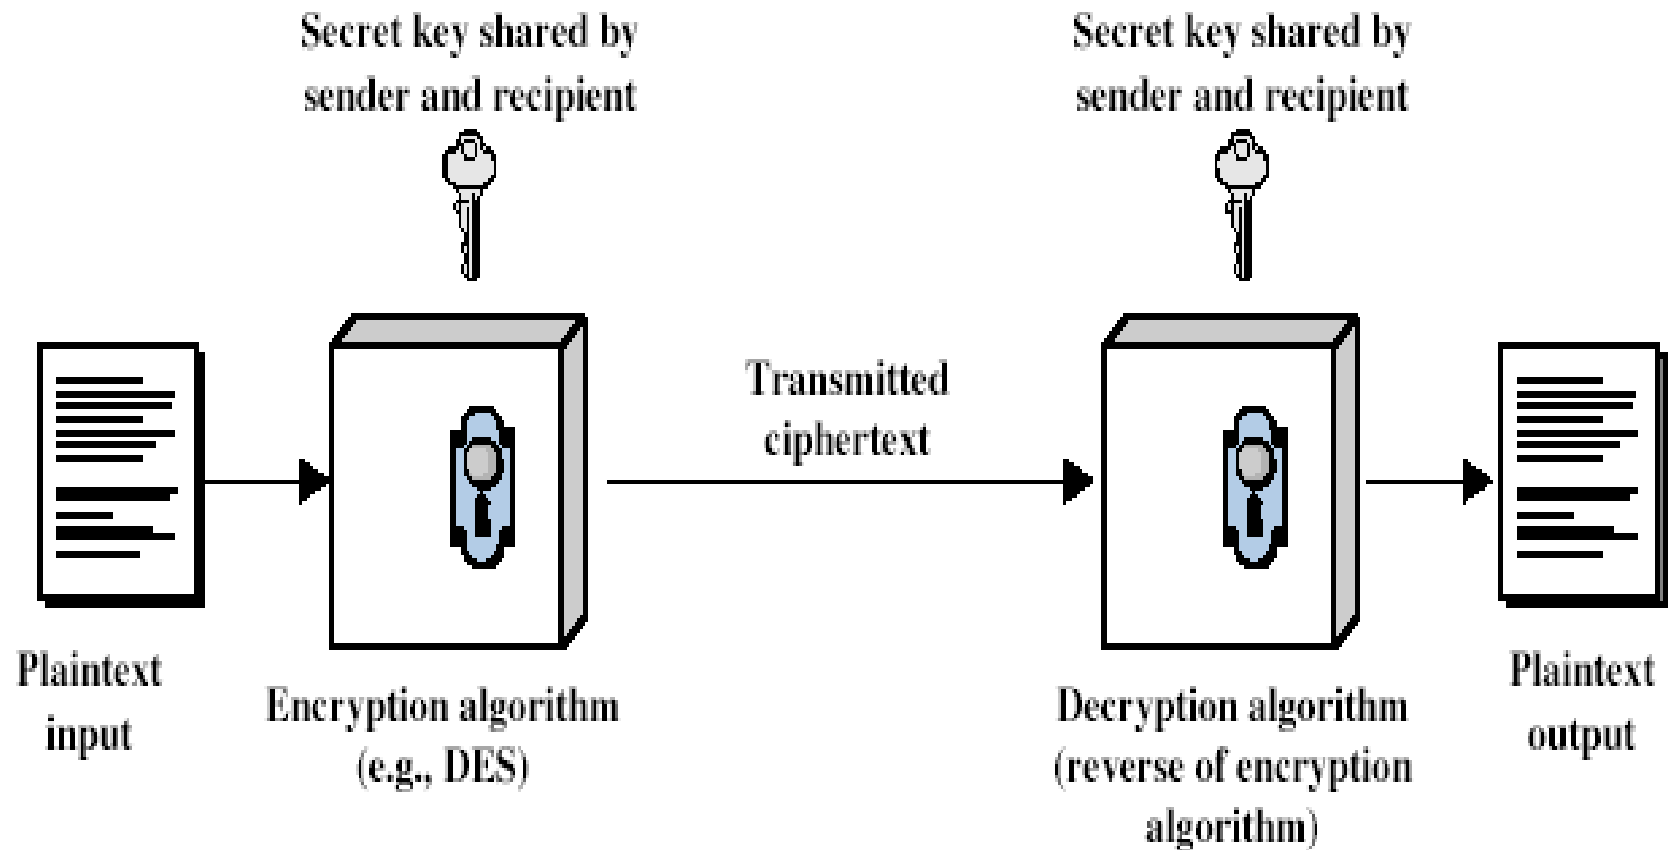 Secret key shared by
sender and recipient
Secret key shared by
sender and recipient
Transmitted
ciphertext
Plaintext
input
Encryption algorithm
(e.g., DES)
Decryption algorithm
(reverse of encryption
algorithm)
Plaintext
output